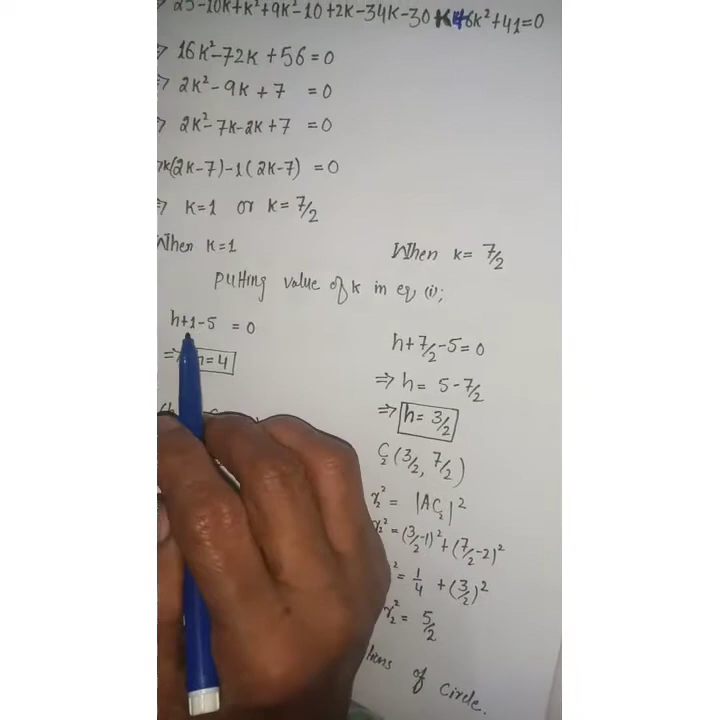 25-10k+k²+9k²-10+2k-34k-30k+6k²+41=0
⇒ 16k²-72k+56=0
⇒ 2k²-9k+7 =0
⇒ 2k²-7k-2k+7 =0
k(2k-7)-1(2k-7) =0
⇒ k=1 or k=7/2
When k=1
When k=7/2
Putting value of k in eq (i);
h+1-5 =0
⇒ h=4
h+7/2-5=0
⇒ h= 5-7/2
⇒ h=3/2
C₂(3/2, 7/2)
r₂² = |AC₂|²
r₂² = (3/2-1)²+(7/2-2)²
² = 1/4 +(3/2)²
r₂² = 5/2
of circle.